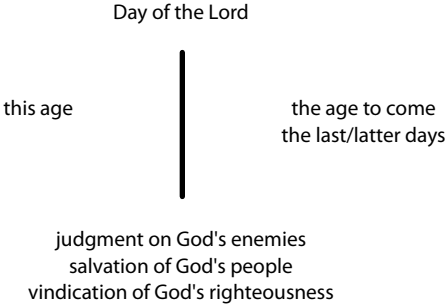 Day of the Lord
this age
the age to come
the last/latter days
judgment on God's enemies
salvation of God's people
vindication of God's righteousness